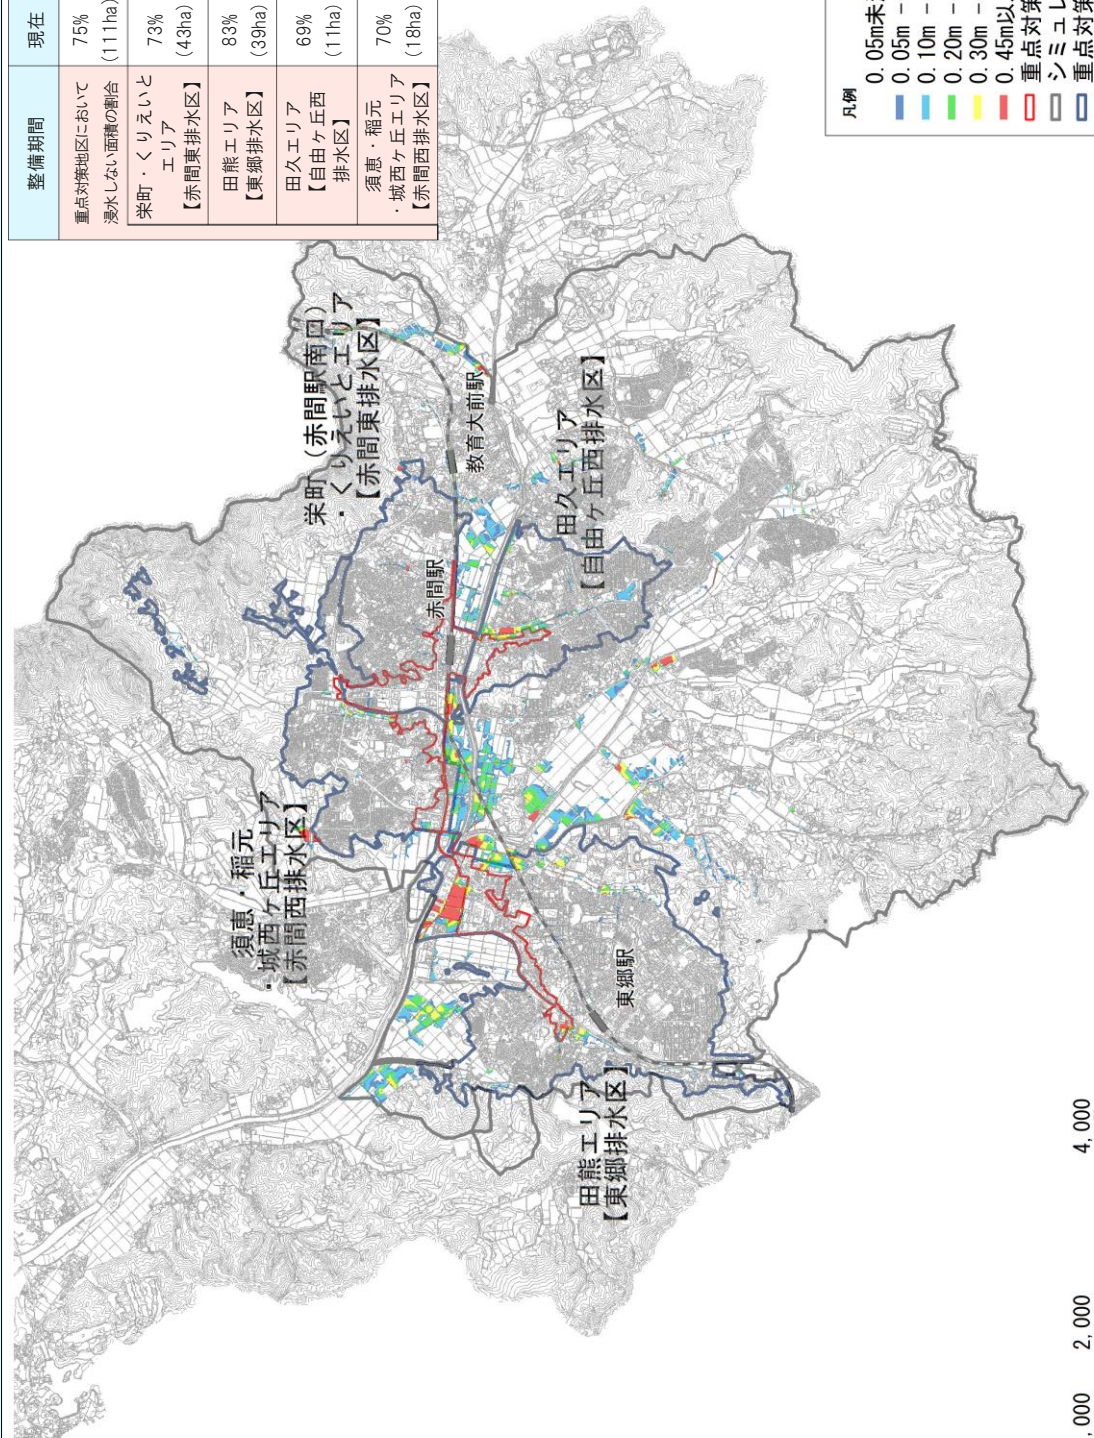 整備期間
現在
重点対策地区において
浸水しない面積の割合
75%
(111ha)
栄町・くりえいと
エリア
【赤間東排水区】
73%
(43ha)
田熊エリア
【東郷排水区】
83%
(39ha)
田久エリア
【自由ヶ丘西
排水区】
69%
(11ha)
須恵・稲元
・城西ヶ丘エリア
【赤間西排水区】
70%
(18ha)
栄町（赤間駅南口）
・くりえいとエリア
【赤間東排水区】
教育大前駅
田久エリア
【自由ヶ丘西排水区】
赤間駅
須恵・稲元
・城西ヶ丘エリア
【赤間西排水区】
東郷駅
田熊エリア
【東郷排水区】
凡例
0.05m未
0.05m -
0.10m -
0.20m -
0.30m -
0.45m以
重点対策
シミュレ
重点対策
,000
2,000
4,000